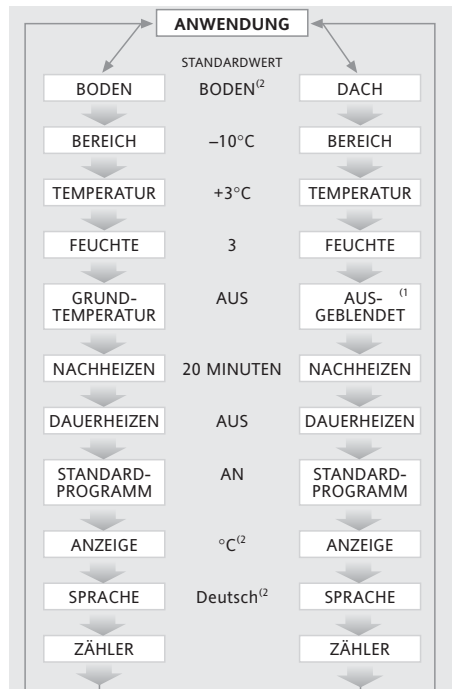 ANWENDUNG
STANDARDWERT
BODEN BODEN(2 DACH
BEREICH –10°C BEREICH
TEMPERATUR +3°C TEMPERATUR
FEUCHTE 3 FEUCHTE
GRUND- AUS AUS- (1
TEMPERATUR GEBLENDET
NACHHEIZEN 20 MINUTEN NACHHEIZEN
DAUERHEIZEN AUS DAUERHEIZEN
STANDARD- AN STANDARD-
PROGRAMM PROGRAMM
ANZEIGE °C(2 ANZEIGE
SPRACHE Deutsch(2 SPRACHE
ZÄHLER ZÄHLER